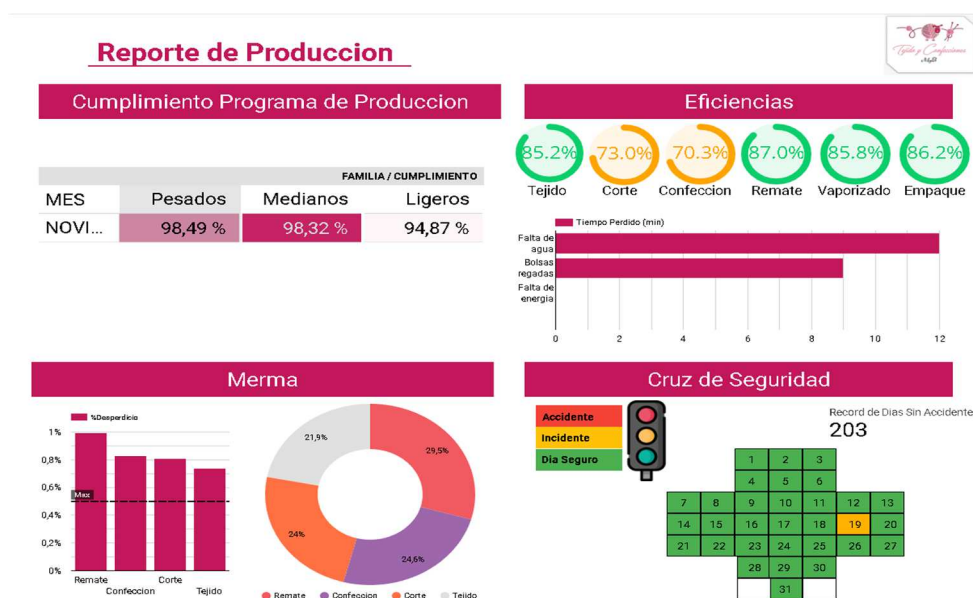 Reporte de Produccion
Tejido y Confecciones
Cumplimiento Programa de Produccion
FAMILIA / CUMPLIMIENTO
MES Pesados Medianos Ligeros
NOVI... 98,49 % 98,32 % 94,87 %
Eficiencias
85.2% 73.0% 70.3% 87.0% 85.8% 86.2%
Tejido Corte Confeccion Remate Vaporizado Empaque
Tiempo Perdido (min)
Falta de
agua
Bolsas
regadas
Falta de
energia
0 2 4 6 8 10 12
Merma
%Desperdicio
1%
0,8%
0,6%
Max
0,4%
0,2%
0%
Remate Confeccion Corte Tejido
21,9% 29,5%
24% 24,6%
Remate Confeccion Corte Tejido
Cruz de Seguridad
Accidente
Incidente
Dia Seguro
Record de Dias Sin Accidente
203
1 2 3
4 5 6
7 8 9 10 11 12 13
14 15 16 17 18 19 20
21 22 23 24 25 26 27
28 29 30
31